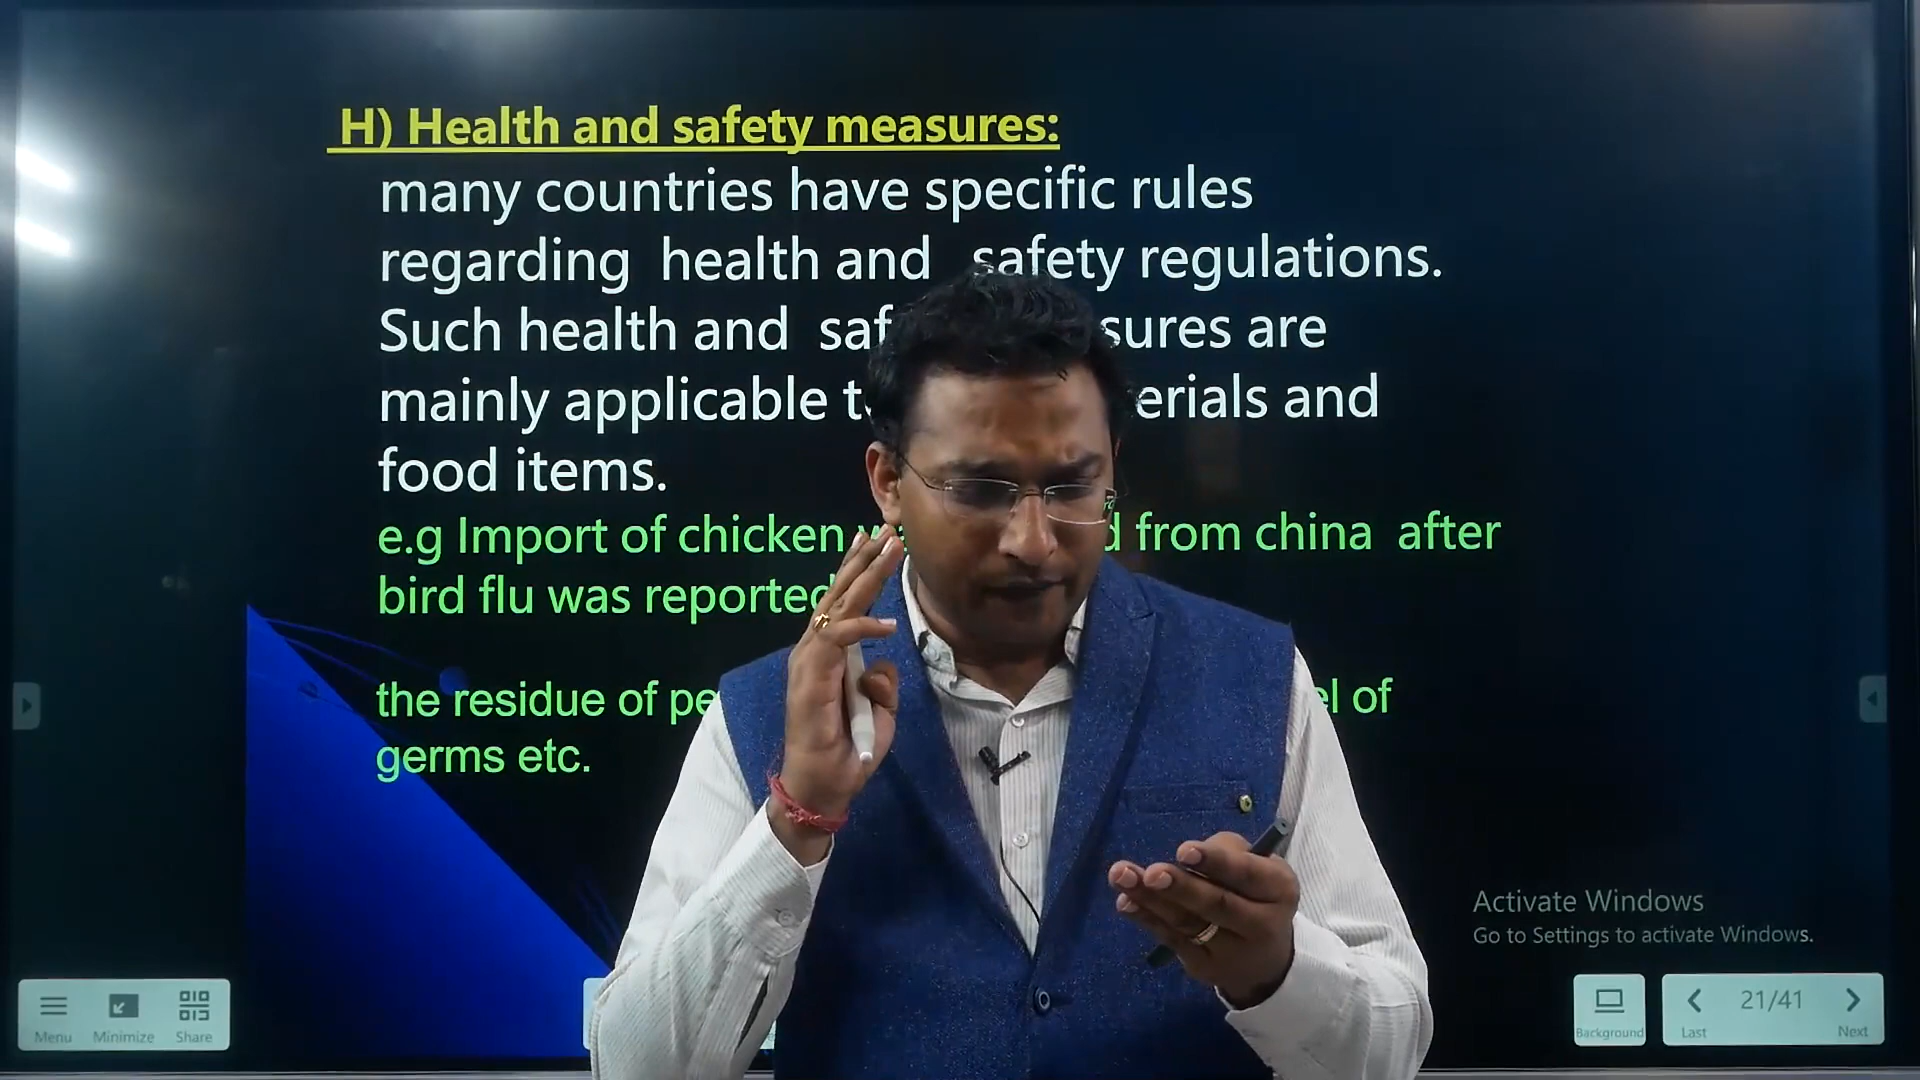 H) Health and safety measures:
many countries have specific rules
regarding health and safety regulations.
Such health and sures are
mainly applicable erials and
food items.
e.g Import of chicken from china after
bird flu was reported
the residue of of
germs etc.
Activate Windows
Go to Settings to activate Windows.
Menu Minimize Share
Background
21/41
Last Next